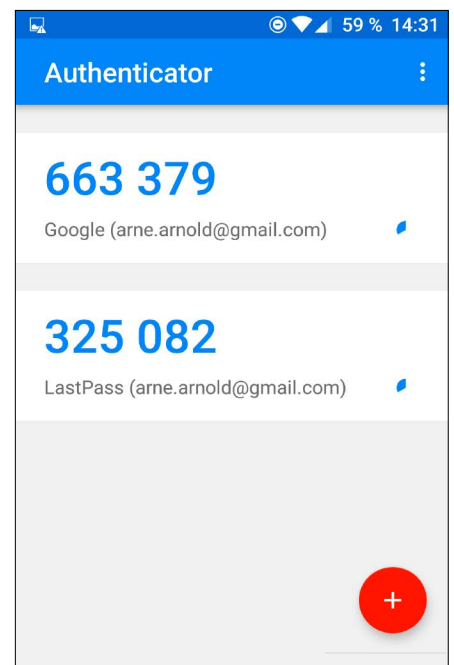 59 % 14:31
Authenticator
663 379
Google (arne.arnold@gmail.com)
325 082
LastPass (arne.arnold@gmail.com)
+